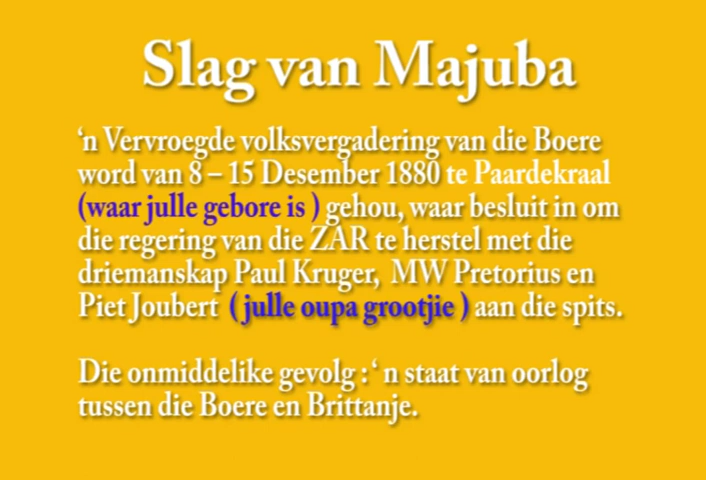 Slag van Majuba
‘n Vervroegde volksvergadering van die Boere
word van 8 – 15 Desember 1880 te Paardekraal
(waar julle gebore is ) gehou, waar besluit in om
die regering van die ZAR te herstel met die
driemanskap Paul Kruger, MW Pretorius en
Piet Joubert ( julle oupa grootjie ) aan die spits.
Die onmiddelike gevolg : ‘ n staat van oorlog
tussen die Boere en Brittanje.